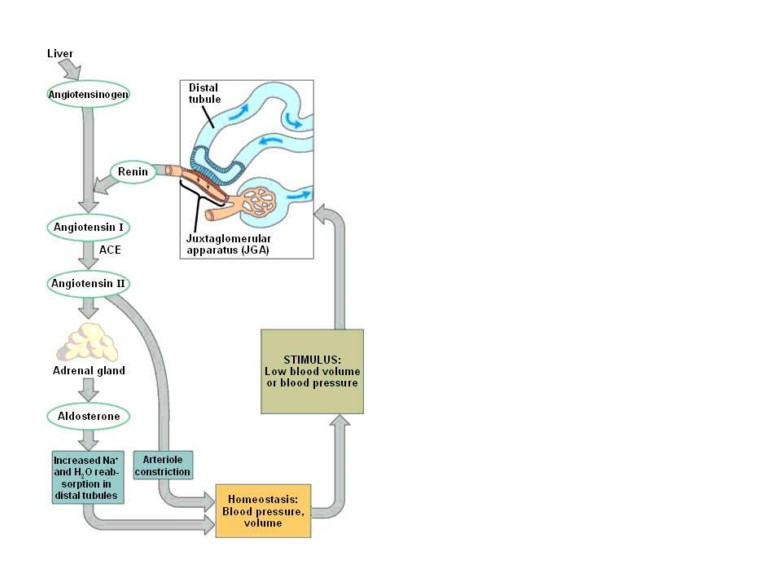 Liver
Angiotensinogen
Distal
tubule
Renin
Juxtaglomerular
apparatus (JGA)
Angiotensin I
ACE
Angiotensin II
Adrenal gland
Aldosterone
Increased Na⁺
and H₂O reab-
sorption in
distal tubules
Arteriole
constriction
Homeostasis:
Blood pressure,
volume
STIMULUS:
Low blood volume
or blood pressure